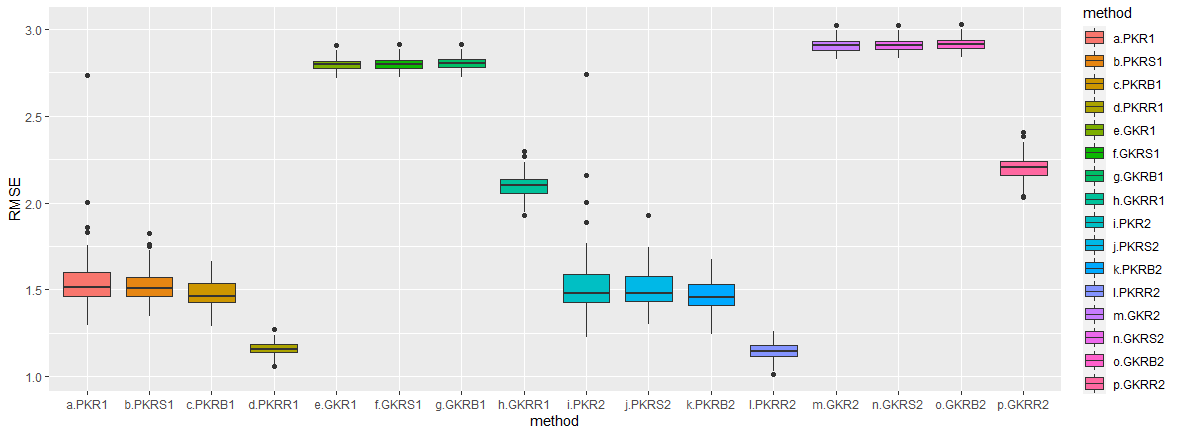 method
3.0
2.5
2.0
1.5
1.0
RMSE
a.PKR1
b.PKRS1
c.PKRB1
d.PKRR1
e.GKR1
f.GKRS1
g.GKRB1
h.GKRR1
i.PKR2
j.PKRS2
k.PKRB2
l.PKRR2
m.GKR2
n.GKRS2
o.GKRB2
p.GKRR2
a.PKR1 b.PKRS1 c.PKRB1 d.PKRR1 e.GKR1 f.GKRS1 g.GKRB1 h.GKRR1 i.PKR2 j.PKRS2 k.PKRB2 l.PKRR2 m.GKR2 n.GKRS2 o.GKRB2 p.GKRR2
method